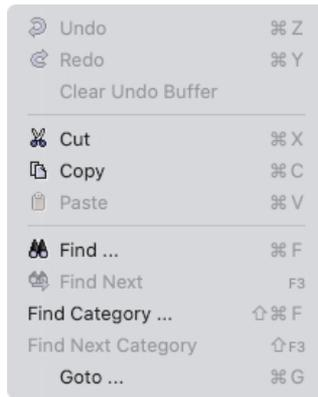 Undo ⌘ Z
Redo ⌘ Y
Clear Undo Buffer
Cut ⌘ X
Copy ⌘ C
Paste ⌘ V
Find ... ⌘ F
Find Next F3
Find Category ... ⇧⌘ F
Find Next Category ⇧F3
Goto ... ⌘ G